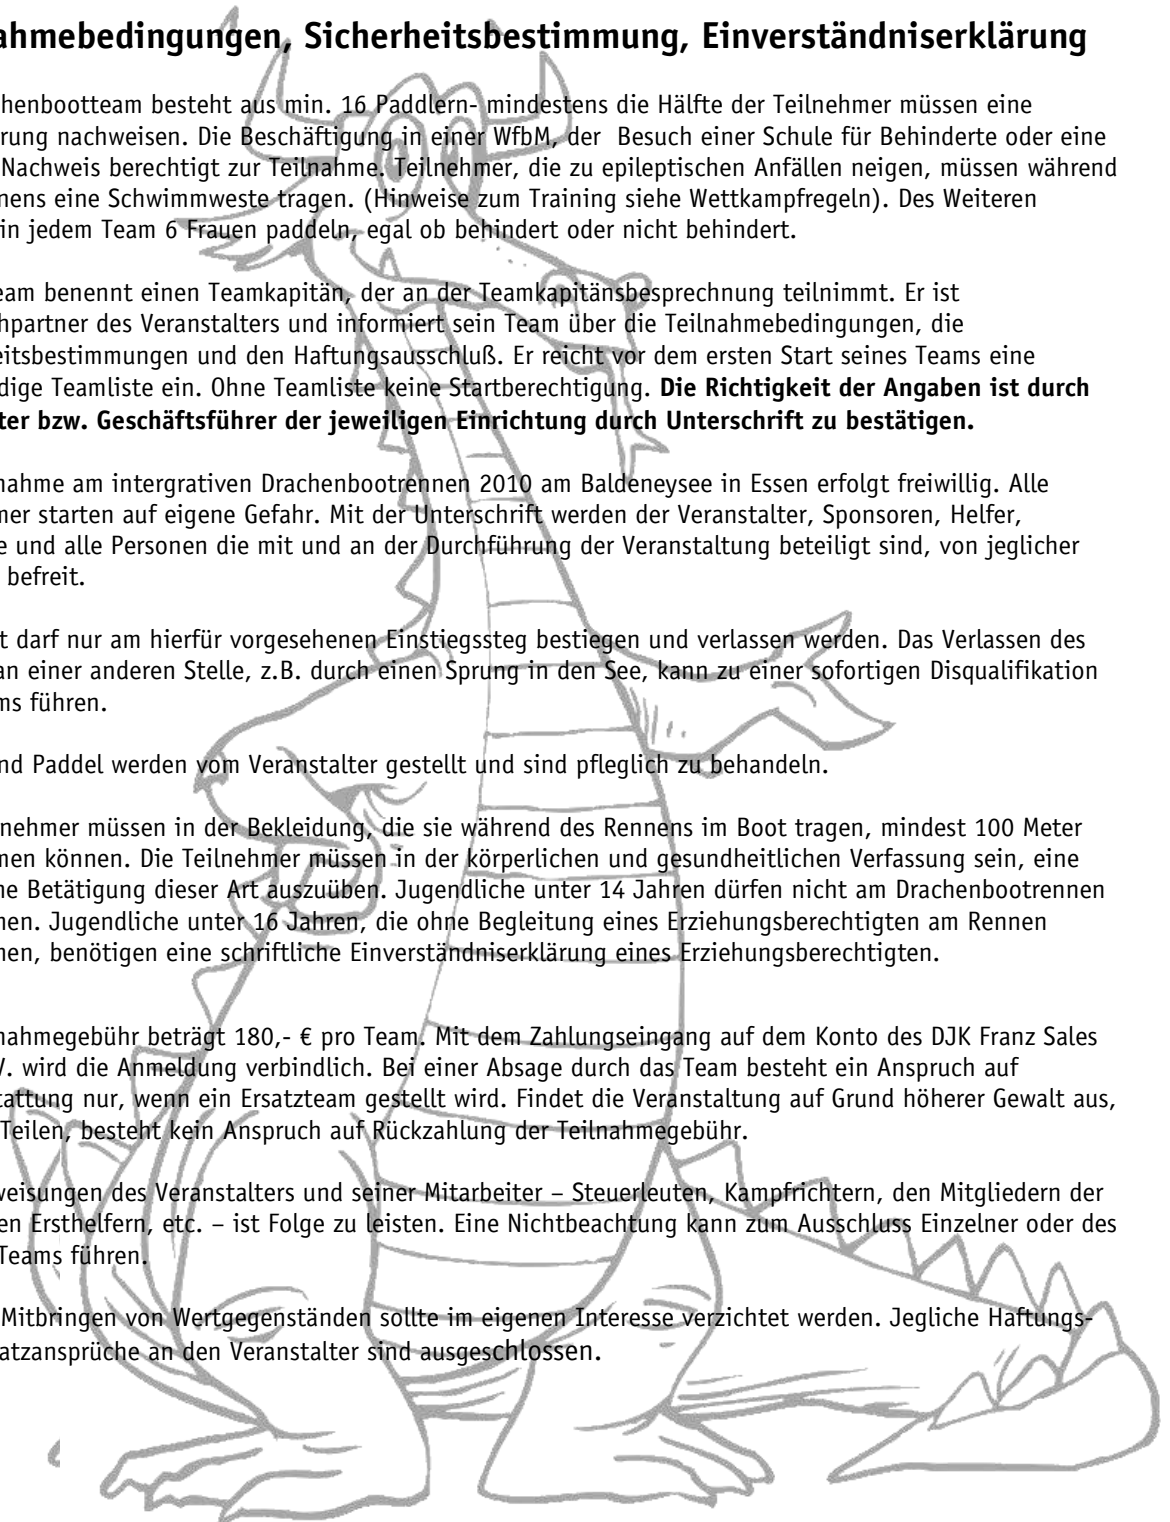 ahmebedingungen, Sicherheitsbestimmung, Einverständniserklärung
henbootteam besteht aus min. 16 Paddlern- mindestens die Hälfte der Teilnehmer müssen eine
rung nachweisen. Die Beschäftigung in einer WfbM, der Besuch einer Schule für Behinderte oder eine
Nachweis berechtigt zur Teilnahme. Teilnehmer, die zu epileptischen Anfällen neigen, müssen während
nens eine Schwimmweste tragen. (Hinweise zum Training siehe Wettkampfregeln). Des Weiteren
in jedem Team 6 Frauen paddeln, egal ob behindert oder nicht behindert.
eam benennt einen Teamkapitän, der an der Teamkapitänsbesprechnung teilnimmt. Er ist
hpartner des Veranstalters und informiert sein Team über die Teilnahmebedingungen, die
eitsbestimmungen und den Haftungsausschluß. Er reicht vor dem ersten Start seines Teams eine
dige Teamliste ein. Ohne Teamliste keine Startberechtigung. Die Richtigkeit der Angaben ist durch
ter bzw. Geschäftsführer der jeweiligen Einrichtung durch Unterschrift zu bestätigen.
nahme am intergrativen Drachenbootrennen 2010 am Baldeneysee in Essen erfolgt freiwillig. Alle
mer starten auf eigene Gefahr. Mit der Unterschrift werden der Veranstalter, Sponsoren, Helfer,
e und alle Personen die mit und an der Durchführung der Veranstaltung beteiligt sind, von jeglicher
befreit.
t darf nur am hierfür vorgesehenen Einstiegssteg bestiegen und verlassen werden. Das Verlassen des
an einer anderen Stelle, z.B. durch einen Sprung in den See, kann zu einer sofortigen Disqualifikation
ms führen.
nd Paddel werden vom Veranstalter gestellt und sind pfleglich zu behandeln.
nehmer müssen in der Bekleidung, die sie während des Rennens im Boot tragen, mindest 100 Meter
men können. Die Teilnehmer müssen in der körperlichen und gesundheitlichen Verfassung sein, eine
he Betätigung dieser Art auszuüben. Jugendliche unter 14 Jahren dürfen nicht am Drachenbootrennen
men. Jugendliche unter 16 Jahren, die ohne Begleitung eines Erziehungsberechtigten am Rennen
men, benötigen eine schriftliche Einverständniserklärung eines Erziehungsberechtigten.
nahmegebühr beträgt 180,- € pro Team. Mit dem Zahlungseingang auf dem Konto des DJK Franz Sales
V. wird die Anmeldung verbindlich. Bei einer Absage durch das Team besteht ein Anspruch auf
tattung nur, wenn ein Ersatzteam gestellt wird. Findet die Veranstaltung auf Grund höherer Gewalt aus,
Teilen, besteht kein Anspruch auf Rückzahlung der Teilnahmegebühr.
weisungen des Veranstalters und seiner Mitarbeiter – Steuerleuten, Kampfrichtern, den Mitgliedern der
en Ersthelfern, etc. – ist Folge zu leisten. Eine Nichtbeachtung kann zum Ausschluss Einzelner oder des
Teams führen.
Mitbringen von Wertgegenständen sollte im eigenen Interesse verzichtet werden. Jegliche Haftungs-
atzansprüche an den Veranstalter sind ausgeschlossen.